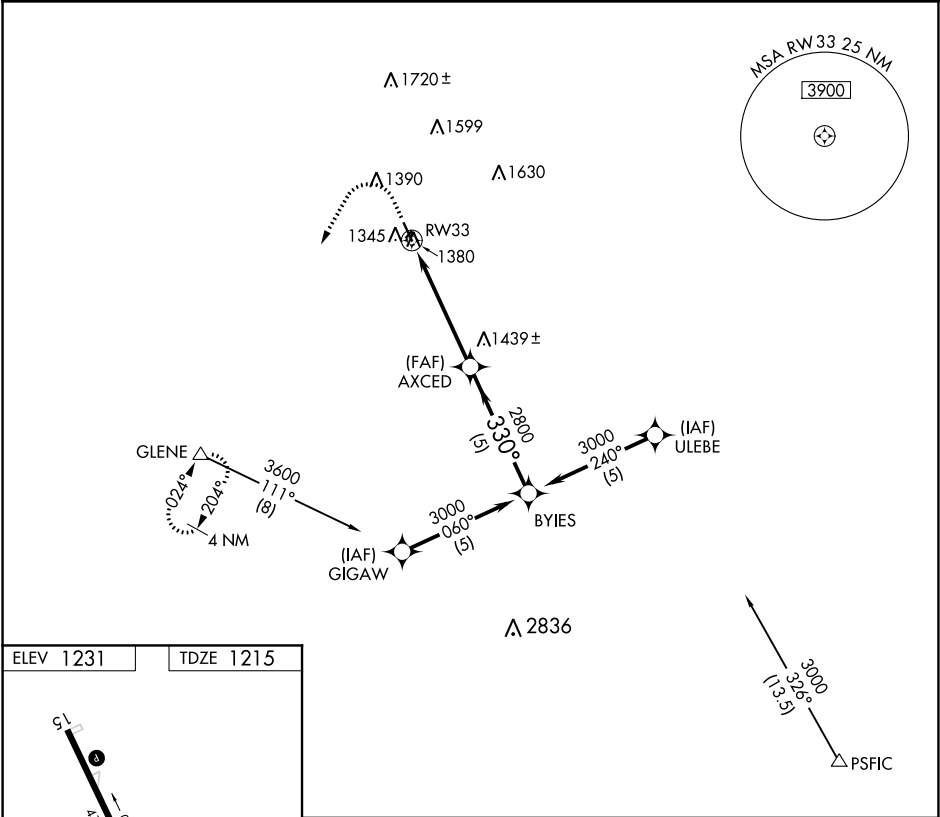 MSA RW33 25 NM
3900
1720 ±
1599
1630
1390
1345
RW33
1380
1439 ±
(FAF)
AXCED
2800
330°
(5)
(IAF)
ULEBE
3000
240°
(5)
GLENE
3600
111°
(8)
024°
204°
4 NM
BYIES
3000
060°
(5)
(IAF)
GIGAW
2836
3000
326°
(13.5)
PSFIC
ELEV 1231
TDZE 1215
15
P